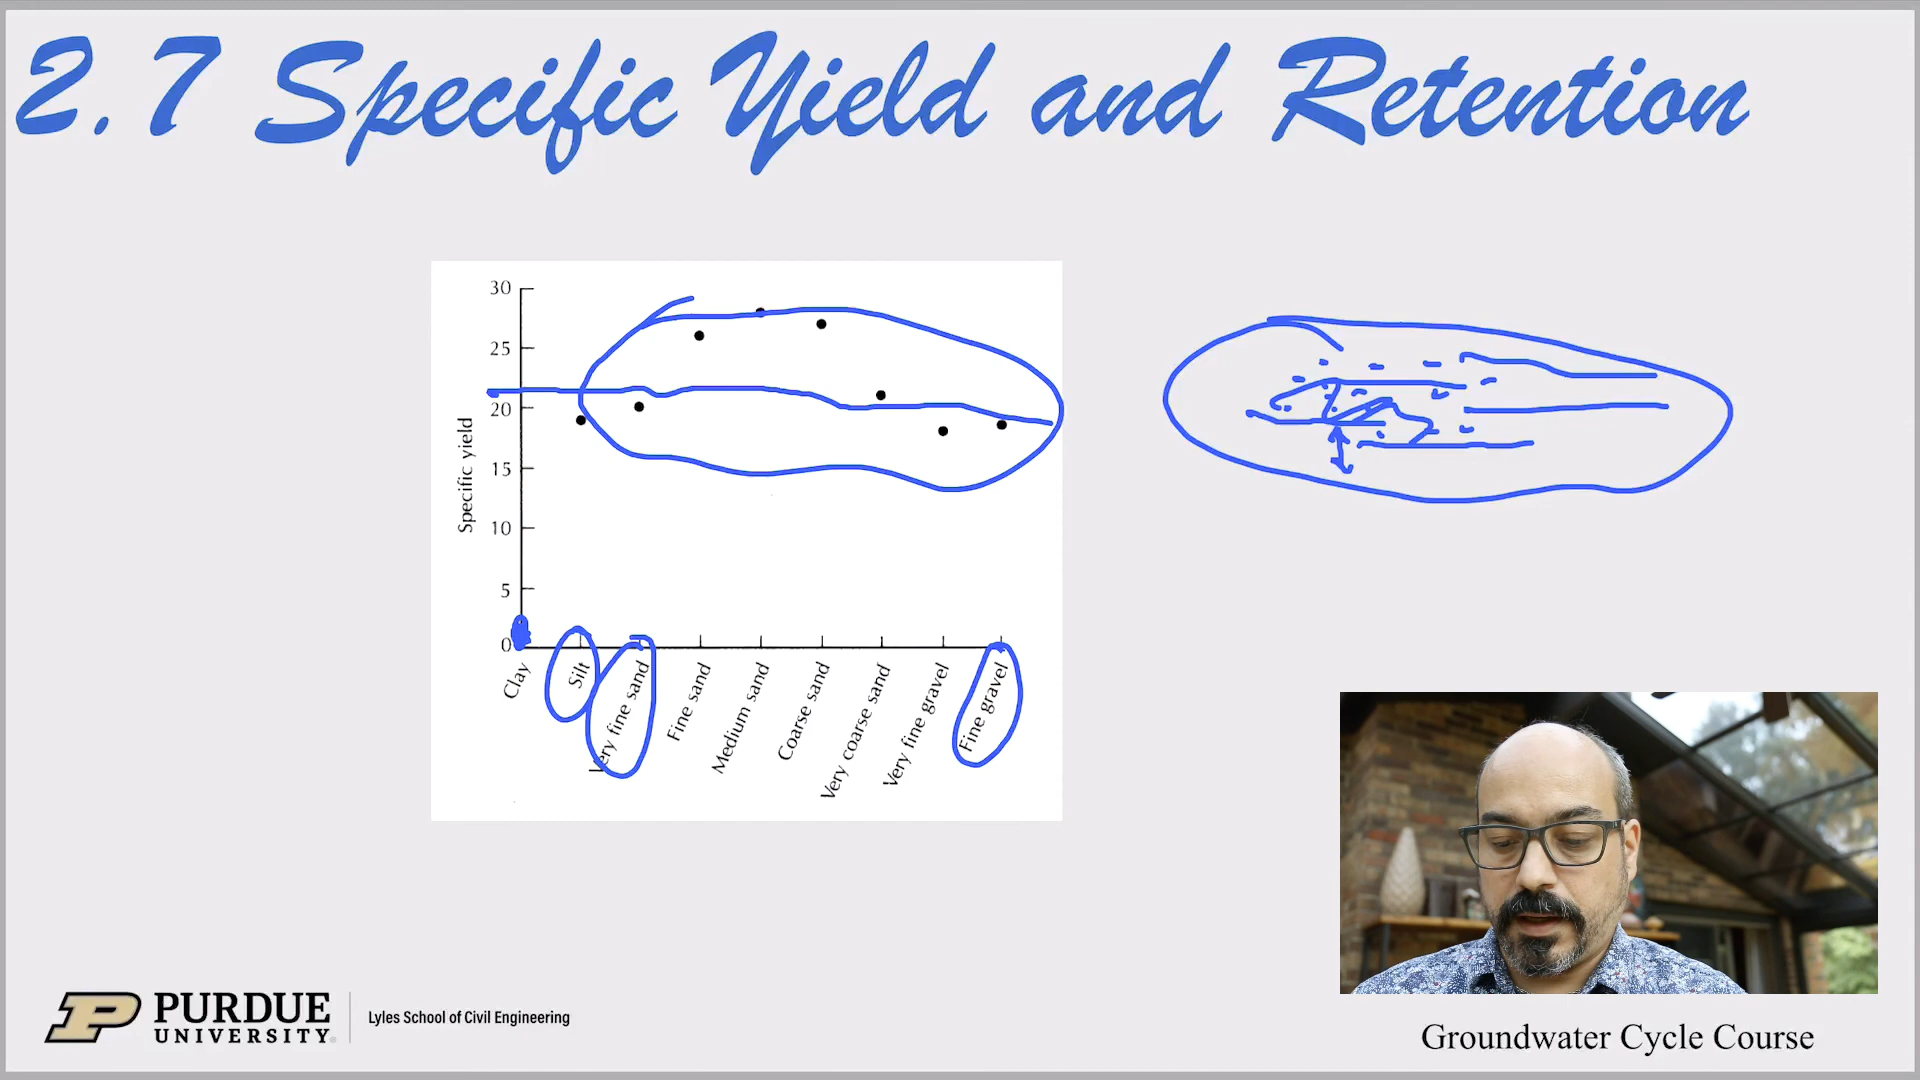 2.7 Specific Yield and Retention
30
25
20
15
10
5
0
Specific yield
Clay
Silt
Very fine sand
Fine sand
Medium sand
Coarse sand
Very coarse sand
Very fine gravel
Fine gravel
PURDUE
UNIVERSITY
Lyles School of Civil Engineering
Groundwater Cycle Course